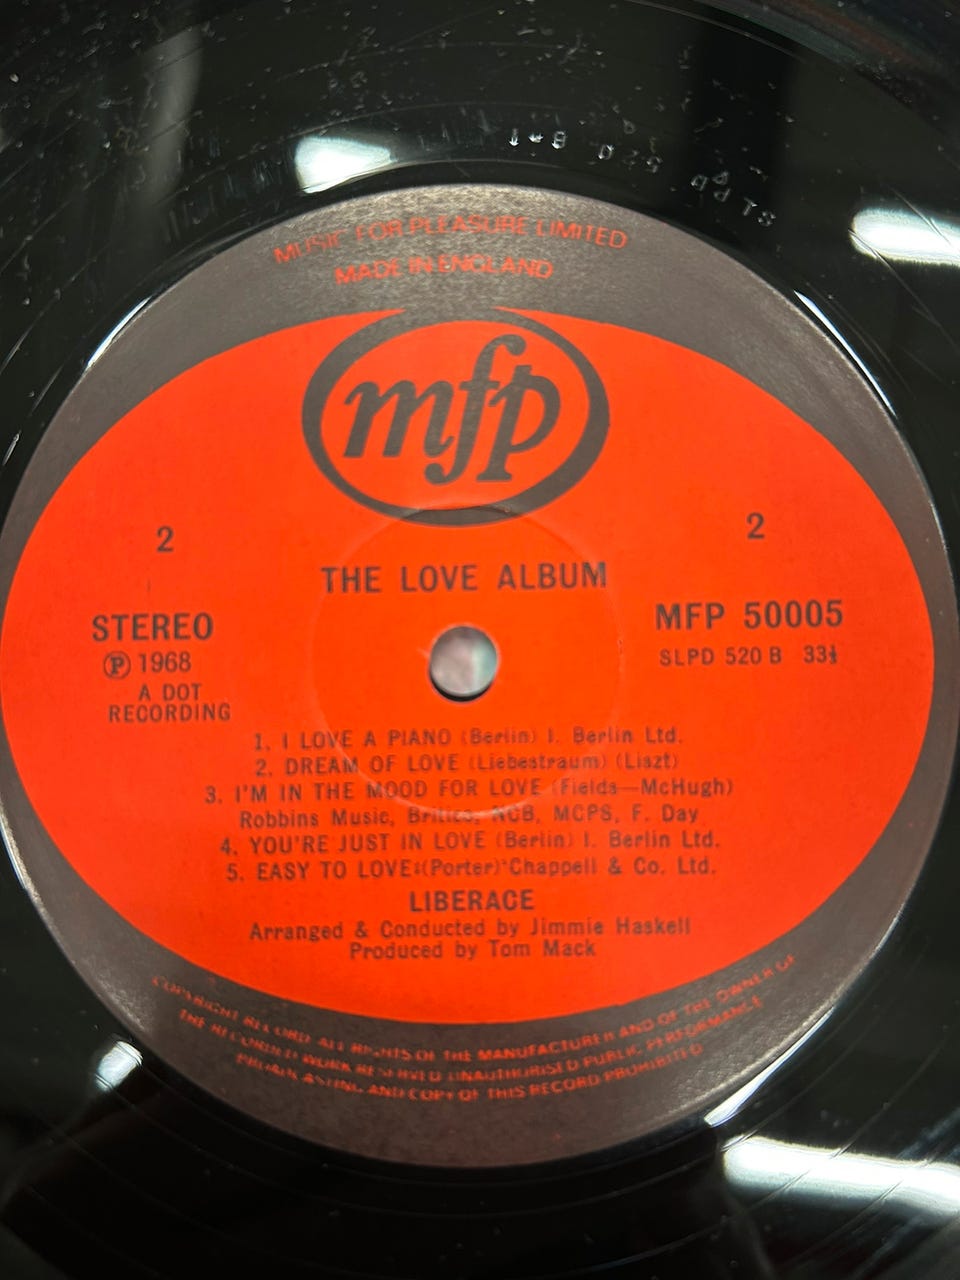 SLPD 520 B-1
MUSIC FOR PLEASURE LIMITED
MADE IN ENGLAND
mfp
2 2
THE LOVE ALBUM
STEREO MFP 50005
Ⓟ 1968 SLPD 520 B 33⅓
A DOT
RECORDING
1. I LOVE A PIANO (Berlin) I. Berlin Ltd.
2. DREAM OF LOVE (Liebestraum) (Liszt)
3. I'M IN THE MOOD FOR LOVE (Fields—McHugh)
Robbins Music, Britico, NCB, MCPS, F. Day
4. YOU'RE JUST IN LOVE (Berlin) I. Berlin Ltd.
5. EASY TO LOVE (Porter) Chappell & Co. Ltd.
LIBERACE
Arranged & Conducted by Jimmie Haskell
Produced by Tom Mack
COPYRIGHT RECORD ALL RIGHTS OF THE MANUFACTURER AND OF THE OWNER OF
THE RECORDED WORK RESERVED UNAUTHORISED PUBLIC PERFORMANCE
BROADCASTING AND COPY OF THIS RECORD PROHIBITED